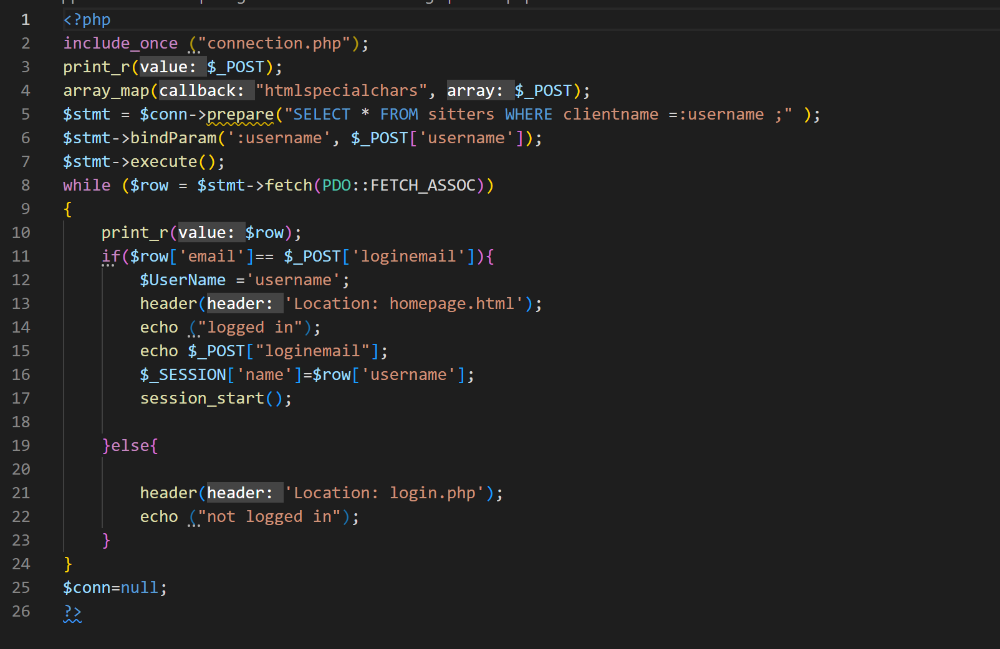 1 <?php
2 include_once ("connection.php");
3 print_r(value: $_POST);
4 array_map(callback: "htmlspecialchars", array: $_POST);
5 $stmt = $conn->prepare("SELECT * FROM sitters WHERE clientname =:username ;" );
6 $stmt->bindParam(':username', $_POST['username']);
7 $stmt->execute();
8 while ($row = $stmt->fetch(PDO::FETCH_ASSOC))
9 {
10     print_r(value: $row);
11     if($row['email']== $_POST['loginemail']){
12         $UserName ='username';
13         header(header: 'Location: homepage.html');
14         echo ("logged in");
15         echo $_POST["loginemail"];
16         $_SESSION['name']=$row['username'];
17         session_start();
18
19     }else{
20
21         header(header: 'Location: login.php');
22         echo ("not logged in");
23     }
24 }
25 $conn=null;
26 ?>